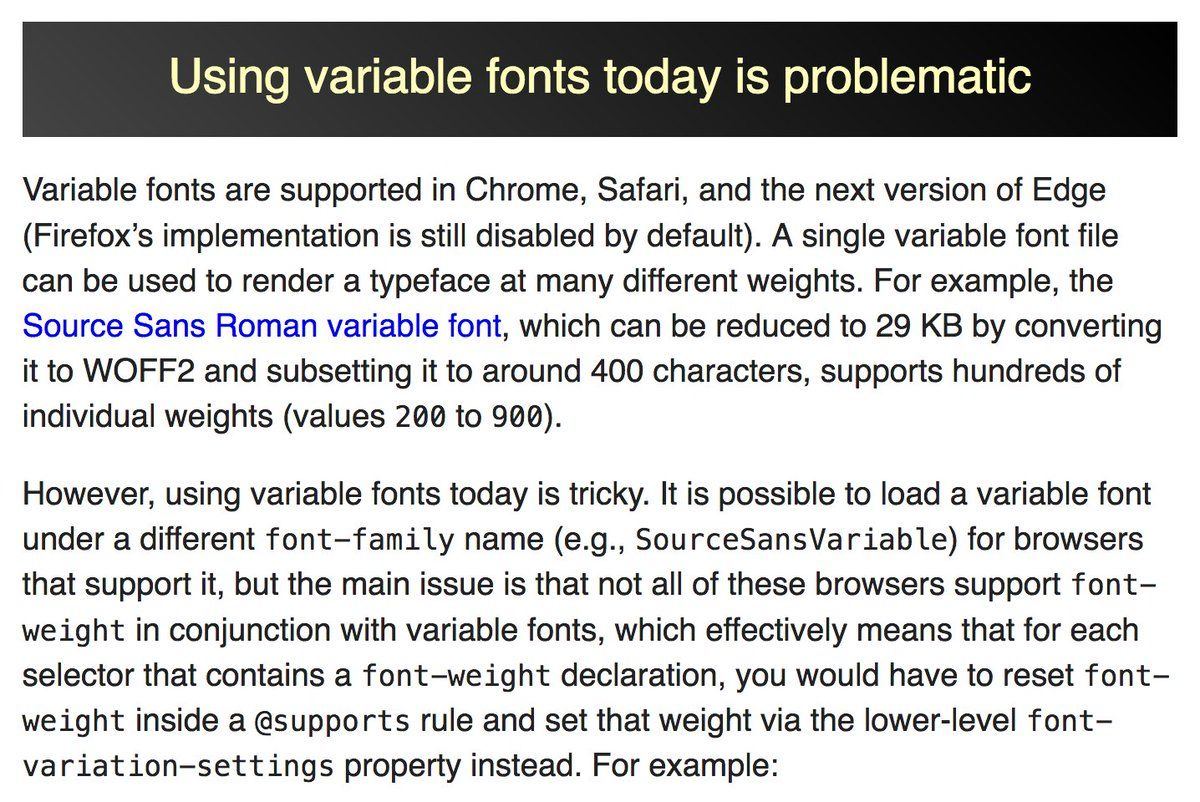 Using variable fonts today is problematic
Variable fonts are supported in Chrome, Safari, and the next version of Edge
(Firefox’s implementation is still disabled by default). A single variable font file
can be used to render a typeface at many different weights. For example, the
Source Sans Roman variable font, which can be reduced to 29 KB by converting
it to WOFF2 and subsetting it to around 400 characters, supports hundreds of
individual weights (values 200 to 900).
However, using variable fonts today is tricky. It is possible to load a variable font
under a different font-family name (e.g., SourceSansVariable) for browsers
that support it, but the main issue is that not all of these browsers support font-
weight in conjunction with variable fonts, which effectively means that for each
selector that contains a font-weight declaration, you would have to reset font-
weight inside a @supports rule and set that weight via the lower-level font-
variation-settings property instead. For example: